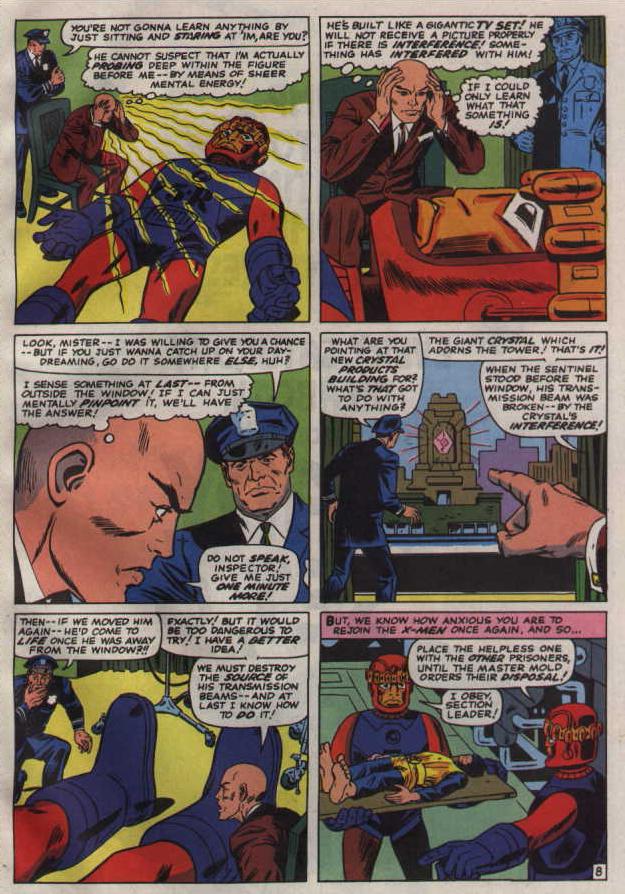 YOU'RE NOT GONNA LEARN ANYTHING BY
JUST SITTING AND STARING AT 'IM, ARE YOU?
HE CANNOT SUSPECT THAT I'M ACTUALLY
PROBING DEEP WITHIN THE FIGURE
BEFORE ME--BY MEANS OF SHEER
MENTAL ENERGY!
HE'S BUILT LIKE A GIGANTIC TV SET! HE
WILL NOT RECEIVE A PICTURE PROPERLY
IF THERE IS INTERFERENCE! SOME-
THING HAS INTERFERED WITH HIM!
IF I COULD
ONLY LEARN
WHAT THAT
SOMETHING
IS!
LOOK, MISTER--I WAS WILLING TO GIVE YOU A CHANCE
--BUT IF YOU JUST WANNA CATCH UP ON YOUR DAY-
DREAMING, GO DO IT SOMEWHERE ELSE, HUH?
I SENSE SOMETHING AT LAST--FROM
OUTSIDE THE WINDOW! IF I CAN JUST
MENTALLY PINPOINT IT, WE'LL HAVE
THE ANSWER!
DO NOT SPEAK,
INSPECTOR!
GIVE ME JUST
ONE MINUTE
MORE!
WHAT ARE YOU
POINTING AT THAT
NEW CRYSTAL
PRODUCTS
BUILDING FOR?
WHAT'S THAT GOT
TO DO WITH
ANYTHING?
THE GIANT CRYSTAL WHICH
ADORNS THE TOWER! THAT'S IT!
WHEN THE SENTINEL
STOOD BEFORE THE
WINDOW, HIS TRANS-
MISSION BEAM WAS
BROKEN--BY THE
CRYSTAL'S
INTERFERENCE!
THEN--IF WE MOVED HIM
AGAIN--HE'D COME TO
LIFE ONCE HE WAS AWAY
FROM THE WINDOW?!!
EXACTLY! BUT IT WOULD
BE TOO DANGEROUS TO
TRY! I HAVE A BETTER
IDEA!
WE MUST DESTROY
THE SOURCE OF
HIS TRANSMISSION
BEAMS--AND AT
LAST I KNOW HOW
TO DO IT!
BUT, WE KNOW HOW ANXIOUS YOU ARE TO
REJOIN THE X-MEN ONCE AGAIN, AND SO...
PLACE THE HELPLESS ONE
WITH THE OTHER PRISONERS,
UNTIL THE MASTER MOLD
ORDERS THEIR DISPOSAL!
I OBEY,
SECTION
LEADER!
8